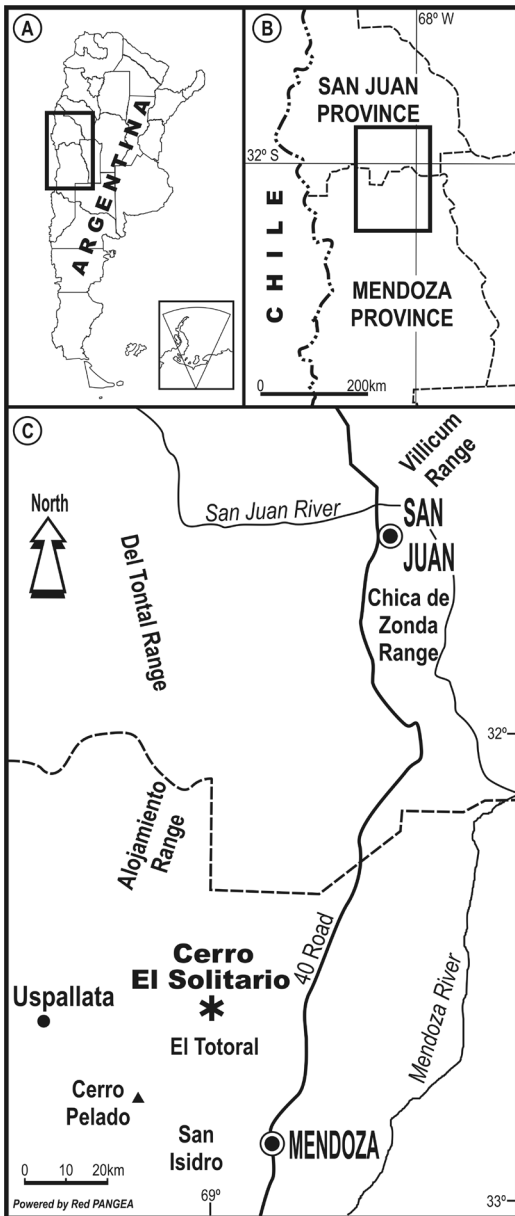 A
ARGENTINA
B
68º W
SAN JUAN
PROVINCE
32º S
CHILE
MENDOZA
PROVINCE
0 200km
C
Villicum
Range
North
San Juan River
SAN
JUAN
Del Tontal Range
Chica de
Zonda
Range
32º
Alojamiento
Range
40 Road
Cerro
El Solitario
Mendoza River
Uspallata
El Totoral
Cerro
Pelado
San
Isidro
MENDOZA
0 10 20km
69º
33º
Powered by Red PANGEA